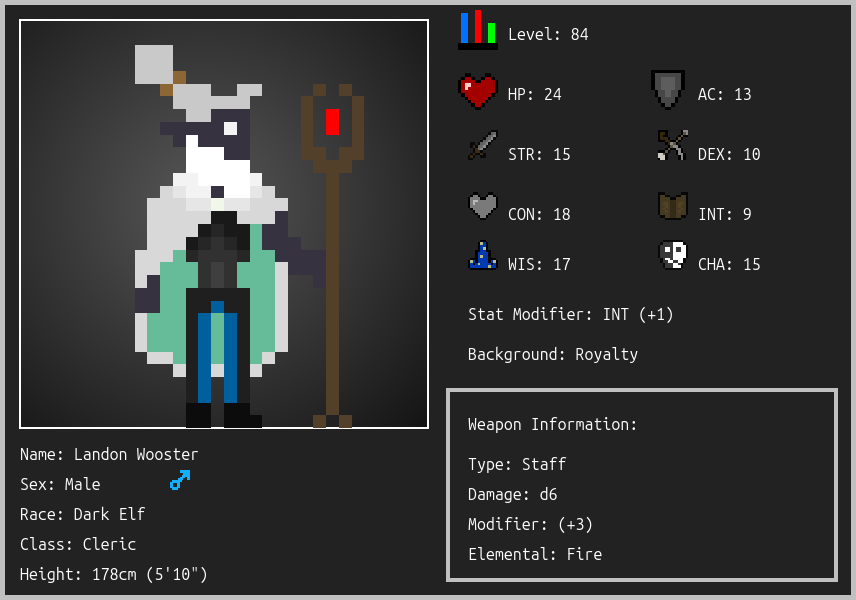 Level: 84
HP: 24
AC: 13
STR: 15
DEX: 10
CON: 18
INT: 9
WIS: 17
CHA: 15
Stat Modifier: INT (+1)
Background: Royalty
Weapon Information:
Type: Staff
Damage: d6
Modifier: (+3)
Elemental: Fire
Name: Landon Wooster
Sex: Male
Race: Dark Elf
Class: Cleric
Height: 178cm (5'10")